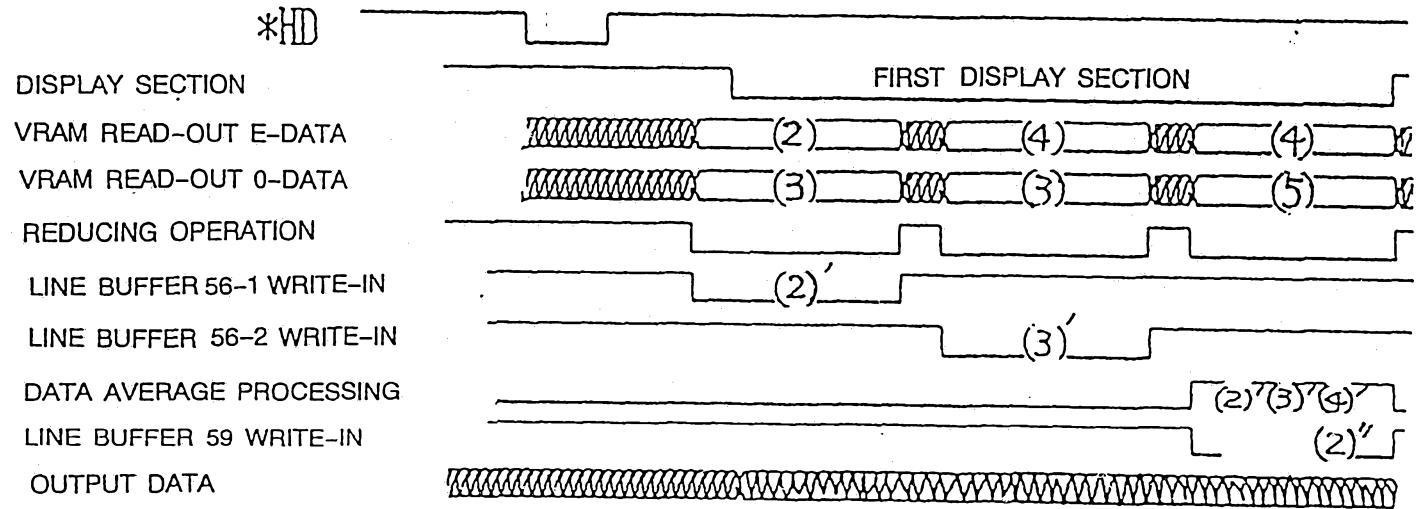 *HD
DISPLAY SECTION FIRST DISPLAY SECTION
VRAM READ-OUT E-DATA (2) (4) (4)
VRAM READ-OUT 0-DATA (3) (3) (5)
REDUCING OPERATION
LINE BUFFER 56-1 WRITE-IN (2)'
LINE BUFFER 56-2 WRITE-IN (3)'
DATA AVERAGE PROCESSING (2)'(3)'(4)'
LINE BUFFER 59 WRITE-IN (2)"
OUTPUT DATA